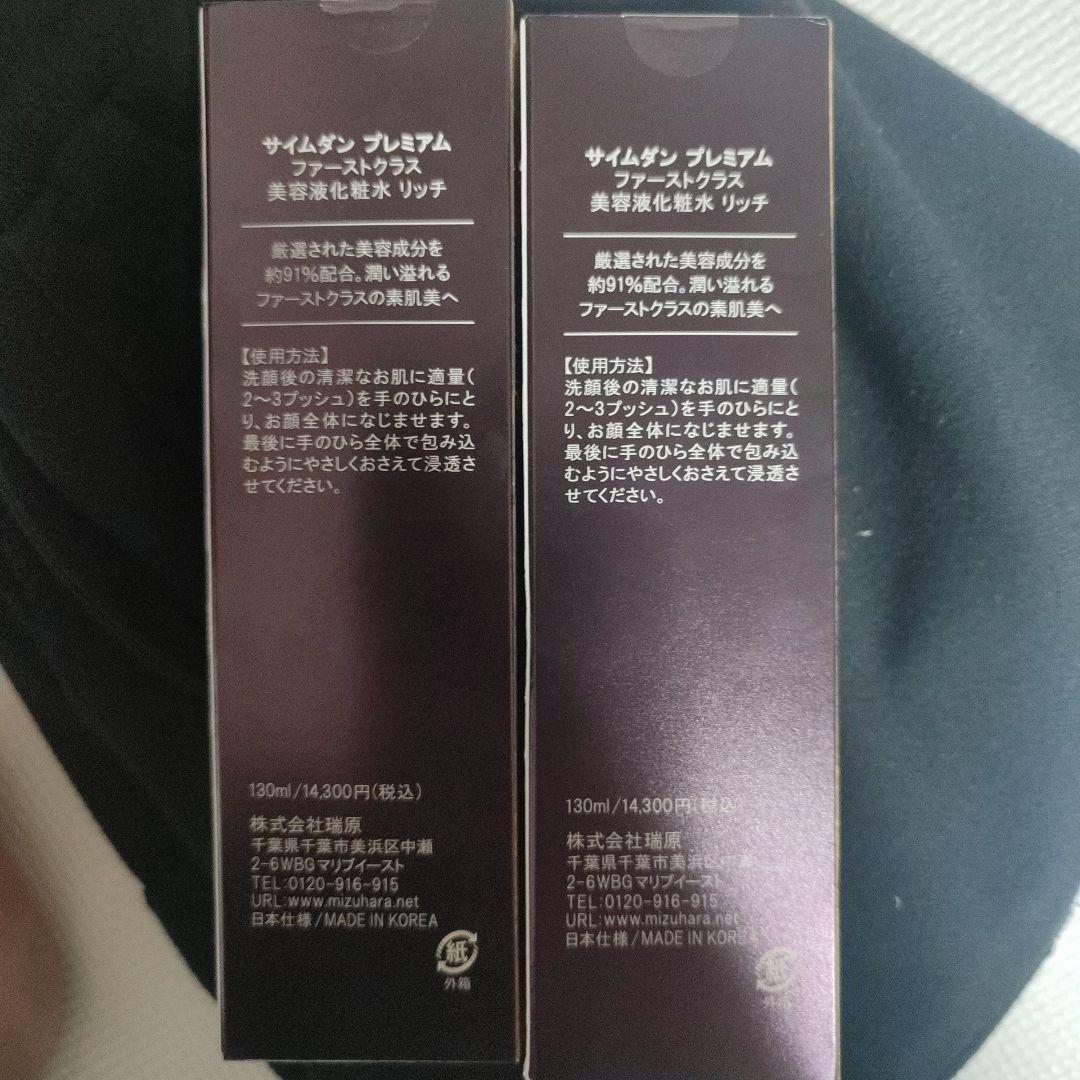 サイムダン プレミアム
ファーストクラス
美容液化粧水 リッチ
厳選された美容成分を
約91%配合。潤い溢れる
ファーストクラスの素肌美へ
【使用方法】
洗顔後の清潔なお肌に適量(
2〜3プッシュ)を手のひらにと
り、お顔全体になじませます。
最後に手のひら全体で包み込
むようにやさしくおさえて浸透さ
せてください。
130ml/14,300円(税込)
株式会社瑞原
千葉県千葉市美浜区中瀬
2-6WBGマリブイースト
TEL:0120-916-915
URL:www.mizuhara.net
日本仕様/MADE IN KOREA
紙
外箱
サイムダン プレミアム
ファーストクラス
美容液化粧水 リッチ
厳選された美容成分を
約91%配合。潤い溢れる
ファーストクラスの素肌美へ
【使用方法】
洗顔後の清潔なお肌に適量(
2〜3プッシュ)を手のひらにと
り、お顔全体になじませます。
最後に手のひら全体で包み込
むようにやさしくおさえて浸透さ
せてください。
130ml/14,300円(税込)
株式会社瑞原
千葉県千葉市美浜区中瀬
2-6WBGマリブイースト
TEL:0120-916-915
URL:www.mizuhara.net
日本仕様/MADE IN KOREA
紙
外箱